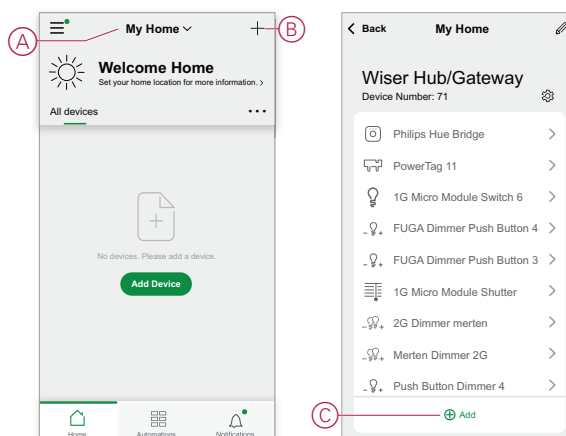 A
My Home
B
Welcome Home
Set your home location for more information. >
All devices
No devices. Please add a device.
Add Device
Home
Automations
Notifications
Back
My Home
Wiser Hub/Gateway
Device Number: 71
Philips Hue Bridge
PowerTag 11
1G Micro Module Switch 6
FUGA Dimmer Push Button 4
FUGA Dimmer Push Button 3
1G Micro Module Shutter
2G Dimmer merten
Merten Dimmer 2G
Push Button Dimmer 4
C
Add